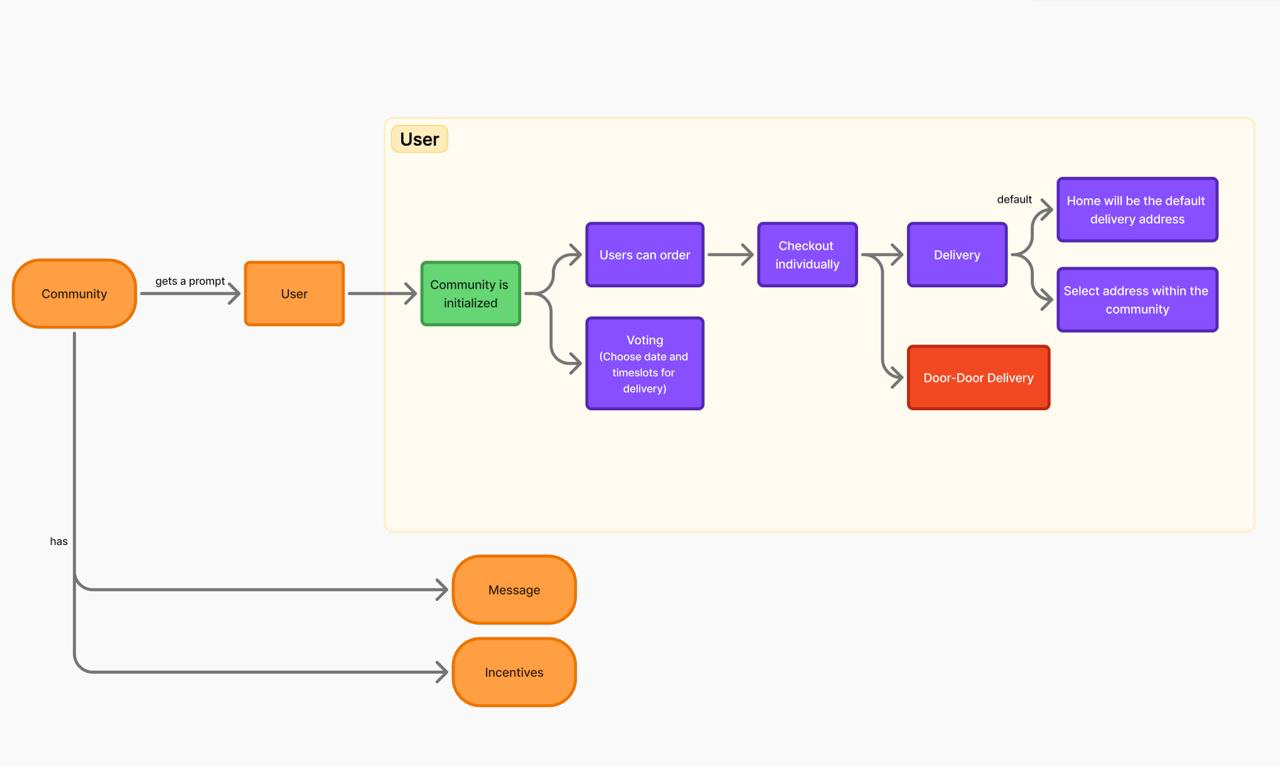 User
default
Home will be the default
delivery address
Community
gets a prompt
User
Community is
initialized
Users can order
Checkout
individually
Delivery
Select address within the
community
Voting
(Choose date and
timeslots for
delivery)
Door-Door Delivery
has
Message
Incentives